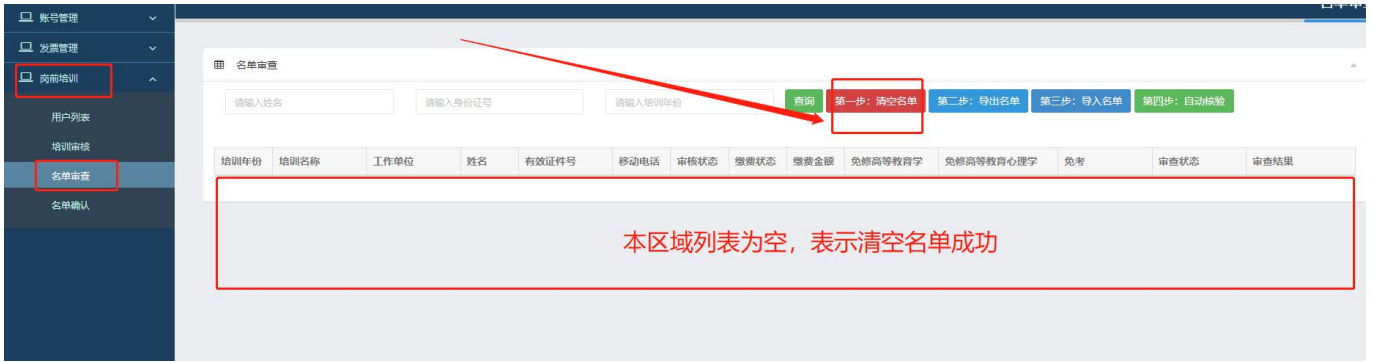 账号管理
发票管理
岗前培训
用户列表
培训审核
名单审查
名单确认
名单审查
请输入姓名 请输入身份证号 请输入培训年份 查询 第一步：清空名单 第二步：导出名单 第三步：导入名单 第四步：自动核验
培训年份 培训名称 工作单位 姓名 有效证件号 移动电话 审核状态 缴费状态 缴费金额 免修高等教育学 免修高等教育心理学 免考 审查状态 审查结果
本区域列表为空，表示清空名单成功